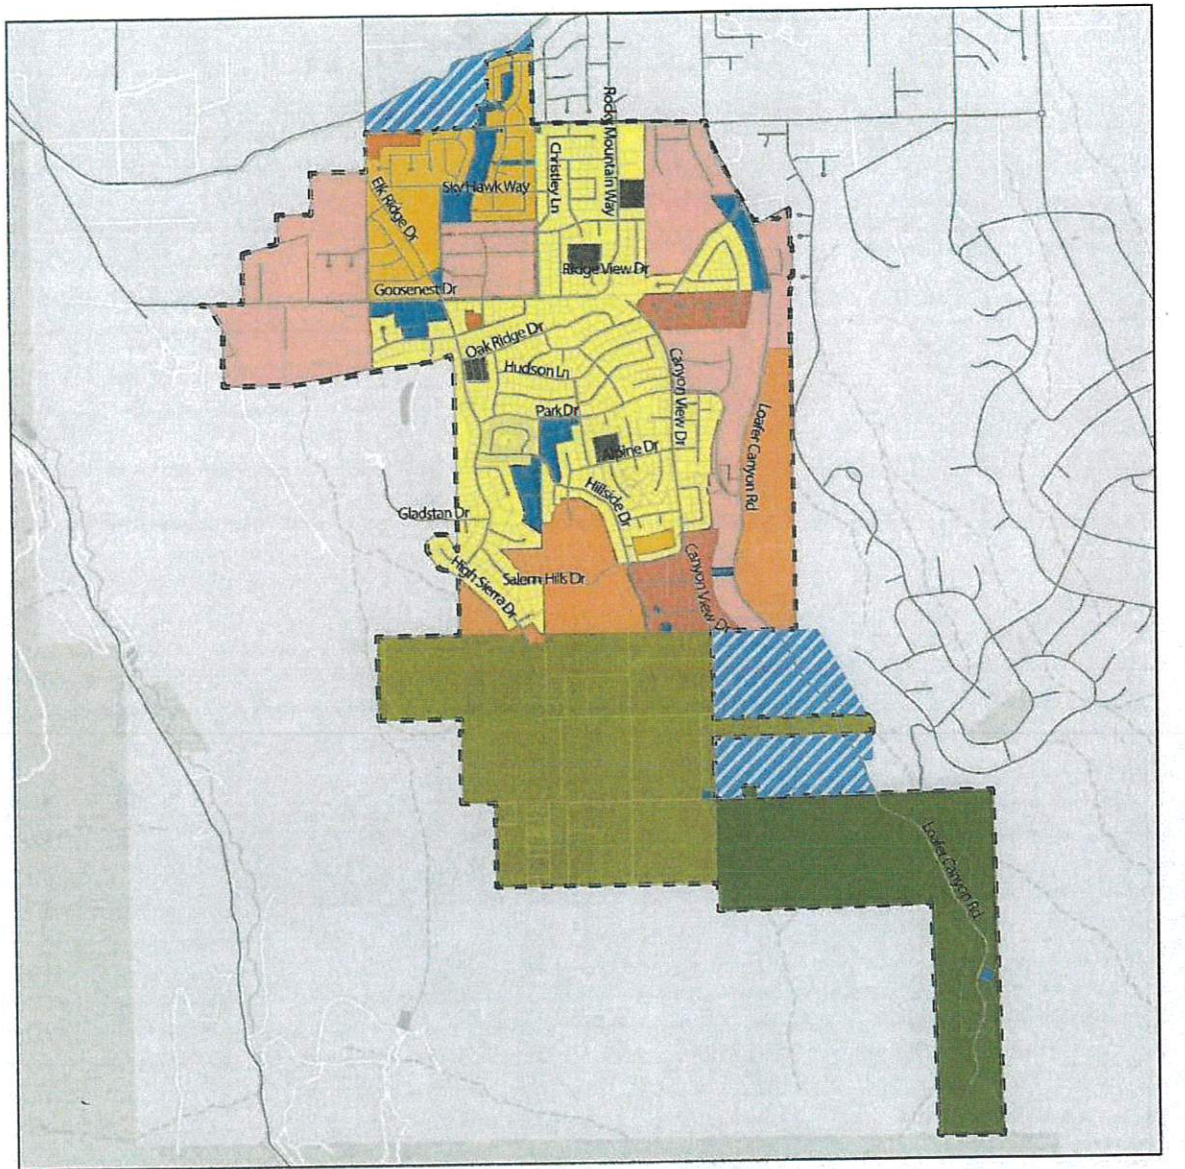 Rocky Mountain Way
Christley Ln
Sky Hawk Way
Elk Ridge Dr
Ridge View Dr
Goosenest Dr
Oak Ridge Dr
Hudson Ln
Canyon View Dr
Park Dr
Loafer Canyon Rd
Alpine Dr
Hillside Dr
Gladstan Dr
High Sierra Dr
Salem Hills Dr
Canyon View Dr
Loafer Canyon Rd